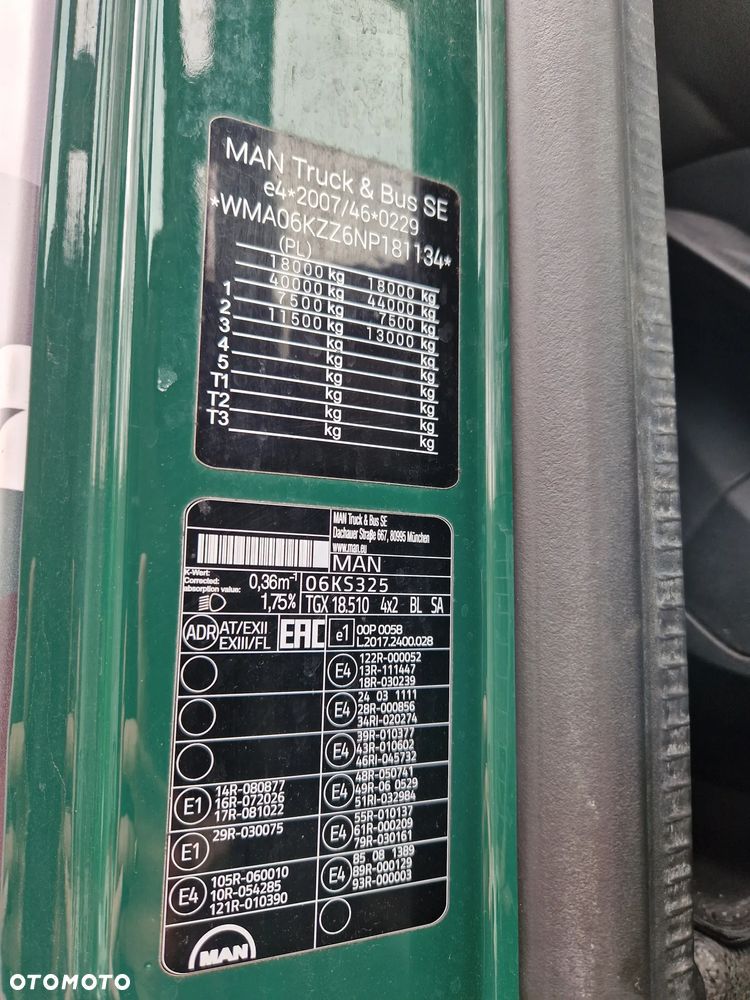 MAN Truck & Bus SE
e4*2007/46*0229
*WMA06KZZ6NP181134*
(PL)
18000 kg 18000 kg
40000 kg 44000 kg
1 7500 kg 7500 kg
2 11500 kg 13000 kg
3 kg kg
4 kg kg
5 kg kg
T1 kg kg
T2 kg kg
T3 kg kg
MAN Truck & Bus SE
Dachauer Straße 667, 80995 München
www.man.eu
MAN
K-Wert:
Corrected:
absorption value: 0,36m⁻¹
06KS325
1,75%
TGX 18.510 4x2 BL SA
ADR AT/EXII
EXIII/FL
EAC
e1 00P 0058
L2017.2400.028
E4 122R-000052
13R-111447
18R-030239
E4 24 03 1111
28R-000856
34RI-020274
E4 39R-010377
43R-010602
46RI-045732
E1 14R-080877
16R-072026
17R-081022
E4 48R-050741
49R-06 0529
51RI-032984
E1 29R-030075
E4 55R-010137
61R-000209
79R-030161
E4 105R-060010
10R-054285
121R-010390
E4 85 08 1389
89R-000129
93R-000003
MAN
OTOMOTO